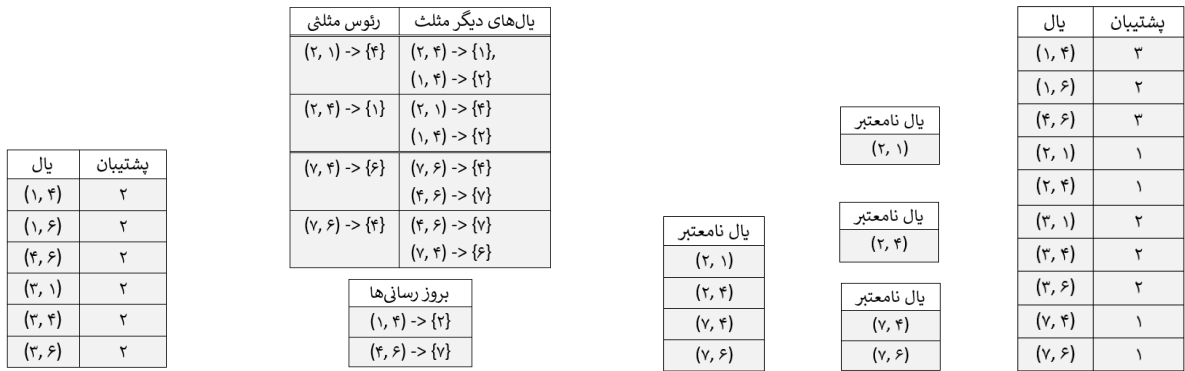 یال پشتیبان
(۱, ۴) ۲
(۱, ۶) ۲
(۴, ۶) ۲
(۳, ۱) ۲
(۳, ۴) ۲
(۳, ۶) ۲
رئوس مثلثی یال‌های دیگر مثلث
(۲, ۱) -> {۴} (۲, ۴) -> {۱},
(۱, ۴) -> {۲}
(۲, ۴) -> {۱} (۲, ۱) -> {۴}
(۱, ۴) -> {۲}
(۷, ۴) -> {۶} (۷, ۶) -> {۴}
(۴, ۶) -> {۷}
(۷, ۶) -> {۴} (۴, ۶) -> {۷}
(۷, ۴) -> {۶}
بروز رسانی‌ها
(۱, ۴) -> {۲}
(۴, ۶) -> {۷}
یال نامعتبر
(۲, ۱)
(۲, ۴)
(۷, ۴)
(۷, ۶)
یال نامعتبر
(۲, ۱)
یال نامعتبر
(۲, ۴)
یال نامعتبر
(۷, ۴)
(۷, ۶)
یال پشتیبان
(۱, ۴) ۳
(۱, ۶) ۲
(۴, ۶) ۳
(۲, ۱) ۱
(۲, ۴) ۱
(۳, ۱) ۲
(۳, ۴) ۲
(۳, ۶) ۲
(۷, ۴) ۱
(۷, ۶) ۱